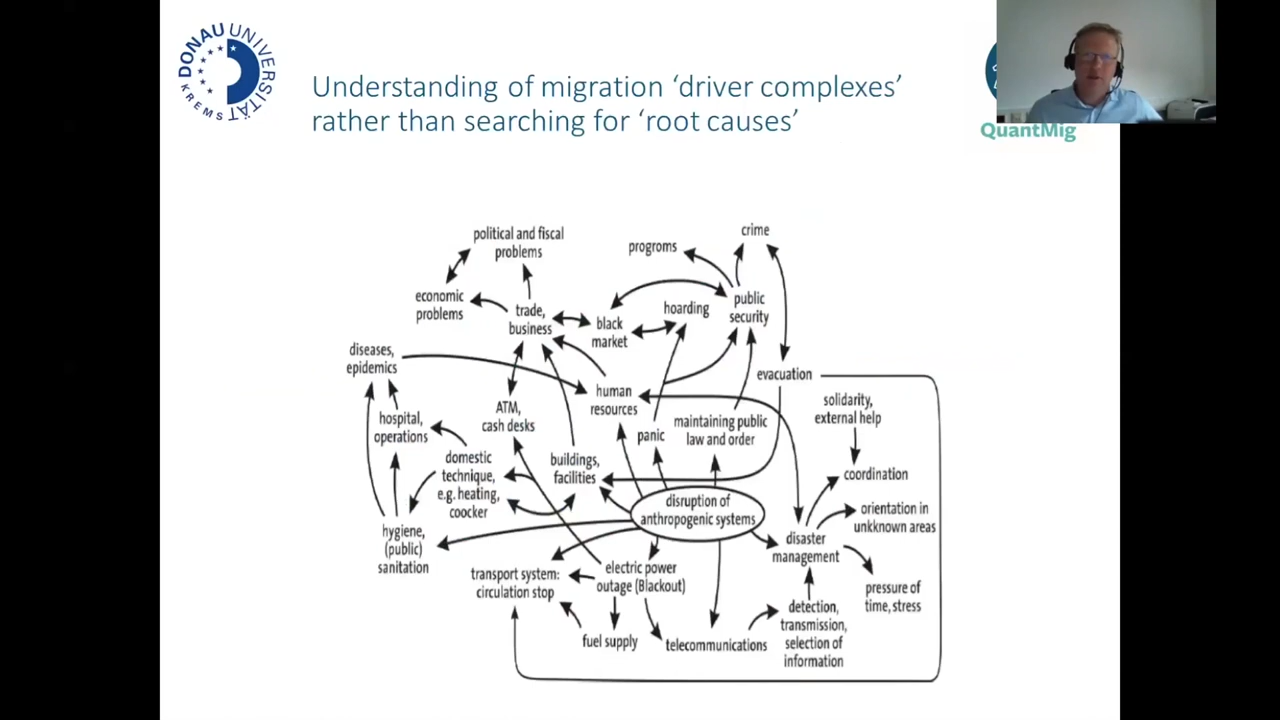 DONAU UNIVERSITÄT
KREMS
Understanding of migration ‘driver complexes’
rather than searching for ‘root causes’
QuantMig
political and fiscal
problems
progroms
crime
economic
problems
trade,
business
black
market
hoarding
public
security
diseases,
epidemics
evacuation
human
resources
solidarity,
external help
ATM,
cash desks
hospital,
operations
panic
maintaining public
law and order
domestic
technique,
e.g. heating,
coocker
buildings,
facilities
coordination
disruption of
anthropogenic systems
orientation in
unkknown areas
hygiene,
(public)
sanitation
disaster
management
transport system:
circulation stop
electric power
outage (Blackout)
pressure of
time, stress
fuel supply
telecommunications
detection,
transmission,
selection of
information